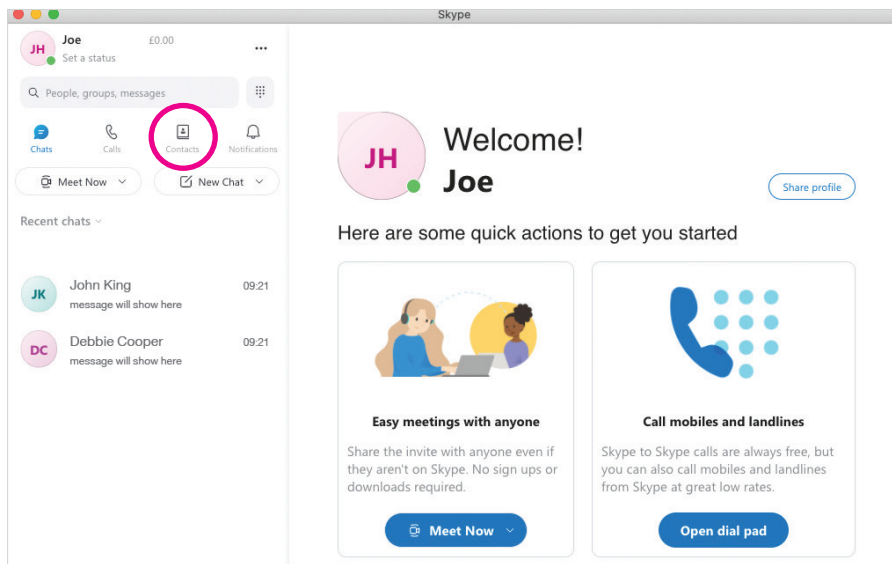 Skype
JH
Joe
£0.00
Set a status
People, groups, messages
Chats
Calls
Contacts
Notifications
Meet Now
New Chat
Recent chats
JK
John King
09:21
message will show here
DC
Debbie Cooper
09:21
message will show here
JH
Welcome!
Joe
Share profile
Here are some quick actions to get you started
Easy meetings with anyone
Share the invite with anyone even if
they aren't on Skype. No sign ups or
downloads required.
Meet Now
Call mobiles and landlines
Skype to Skype calls are always free, but
you can also call mobiles and landlines
from Skype at great low rates.
Open dial pad